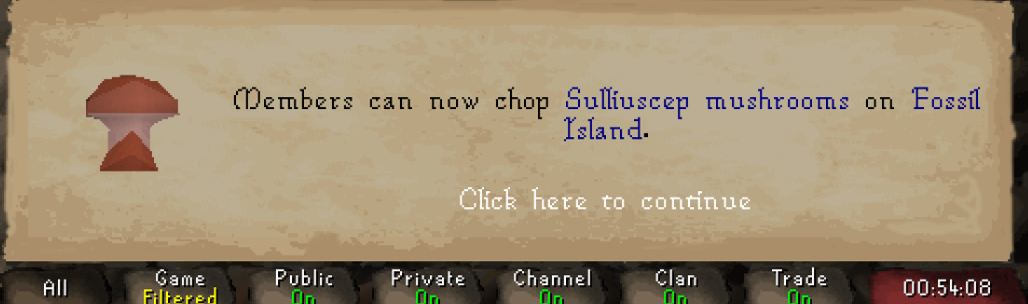 Members can now chop Sulliuscep mushrooms on Fossil
Island.
Click here to continue
All
Game
Filtered
Public
On
Private
On
Channel
On
Clan
On
Trade
On
00:54:08